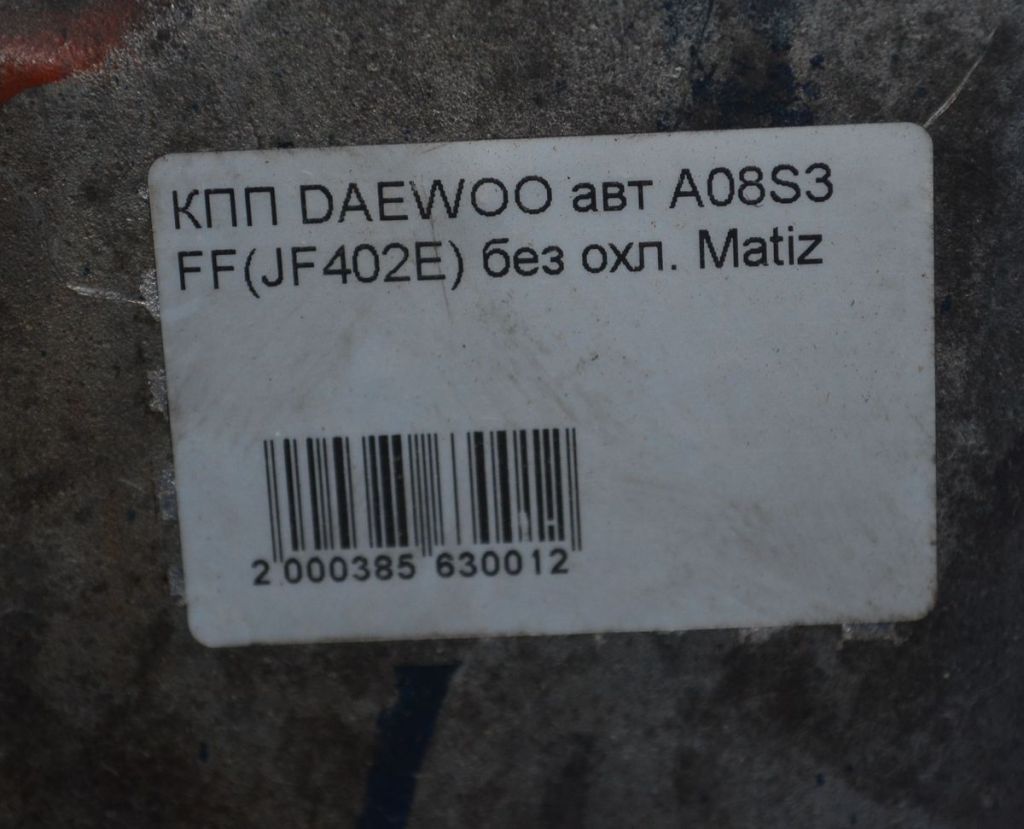 КПП DAEWOO авт A08S3
FF(JF402E) без охл. Matiz
2 000385 630012